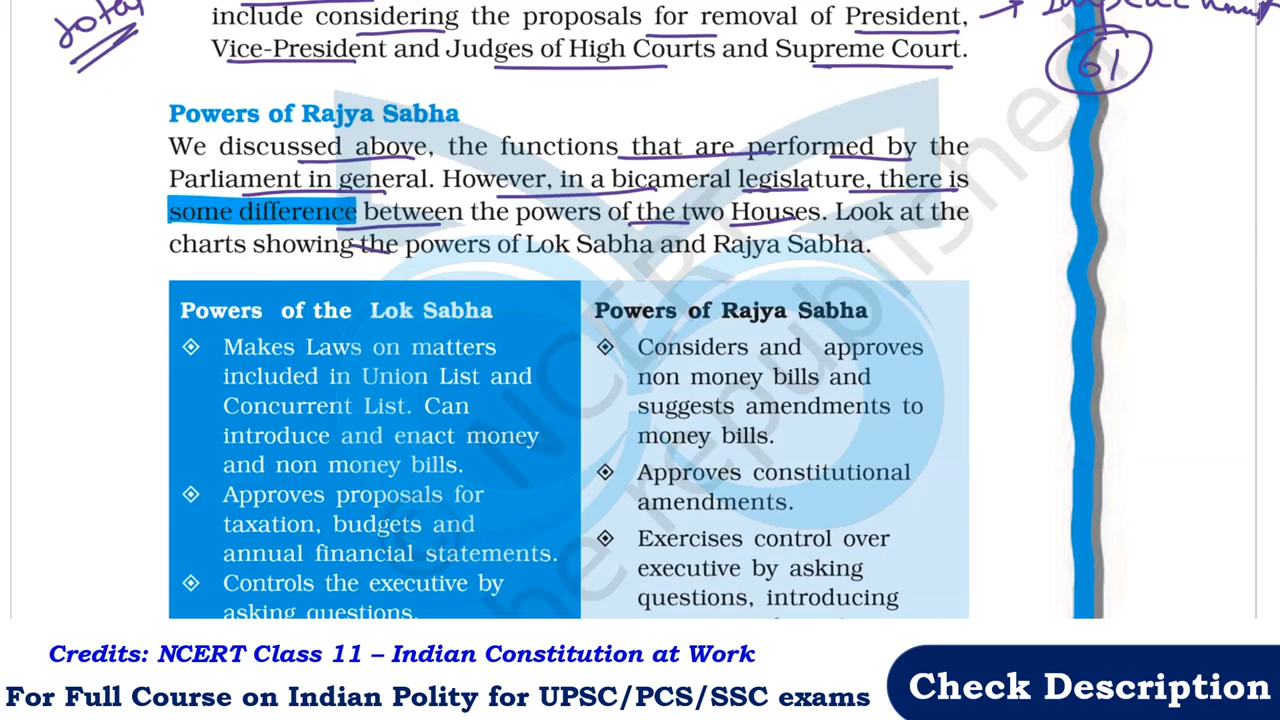 include considering the proposals for removal of President,
Vice-President and Judges of High Courts and Supreme Court.
61
Powers of Rajya Sabha
We discussed above, the functions that are performed by the
Parliament in general. However, in a bicameral legislature, there is
some difference between the powers of the two Houses. Look at the
charts showing the powers of Lok Sabha and Rajya Sabha.
Powers of the Lok Sabha
❖ Makes Laws on matters
included in Union List and
Concurrent List. Can
introduce and enact money
and non money bills.
❖ Approves proposals for
taxation, budgets and
annual financial statements.
❖ Controls the executive by
asking questions,
Powers of Rajya Sabha
❖ Considers and approves
non money bills and
suggests amendments to
money bills.
❖ Approves constitutional
amendments.
❖ Exercises control over
executive by asking
questions, introducing
© NCERT
be republished
Credits: NCERT Class 11 – Indian Constitution at Work
For Full Course on Indian Polity for UPSC/PCS/SSC exams
Check Description